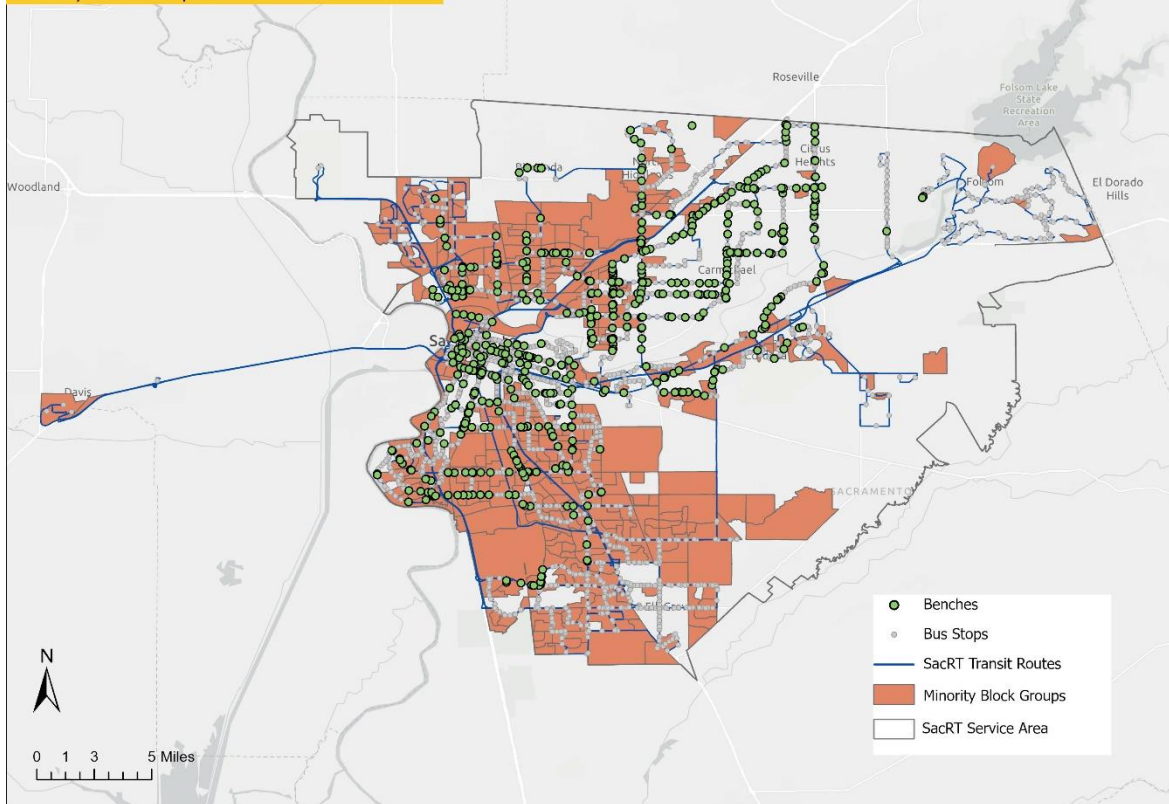 Roseville
Folsom Lake
State
Recreation
Area
Woodland
Citrus
Heights
Folsom
El Dorado
Hills
Carmichael
Davis
SACRAMENTO
Benches
Bus Stops
SacRT Transit Routes
Minority Block Groups
SacRT Service Area
N
0 1 3 5 Miles